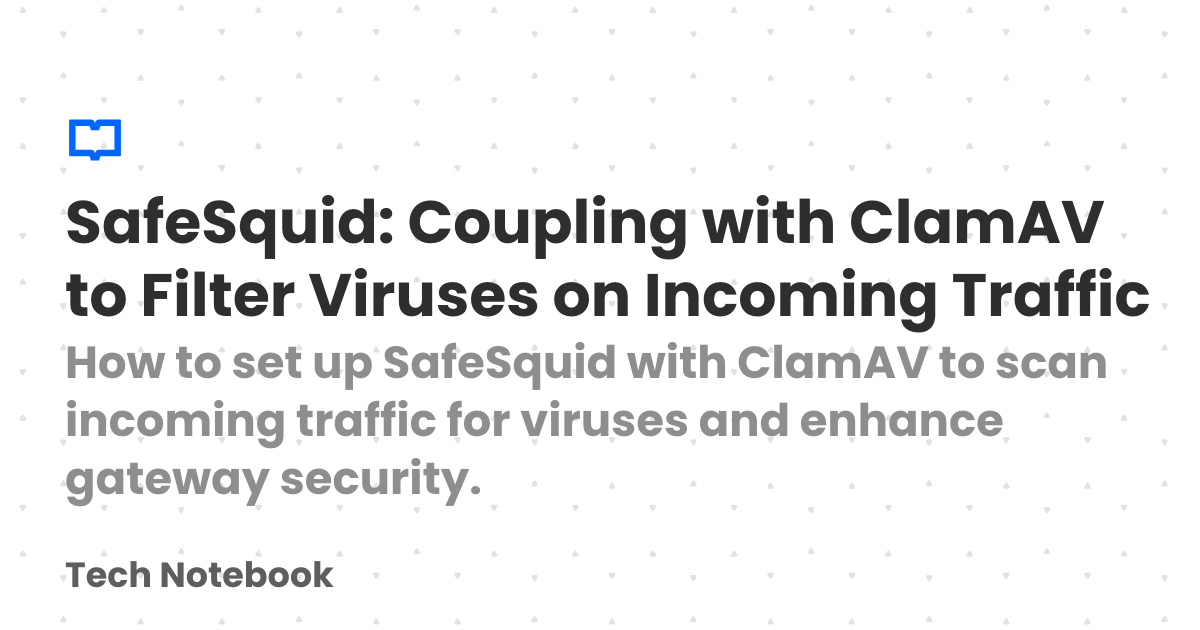 SafeSquid: Coupling with ClamAV
to Filter Viruses on Incoming Traffic
How to set up SafeSquid with ClamAV to scan
incoming traffic for viruses and enhance
gateway security.
Tech Notebook